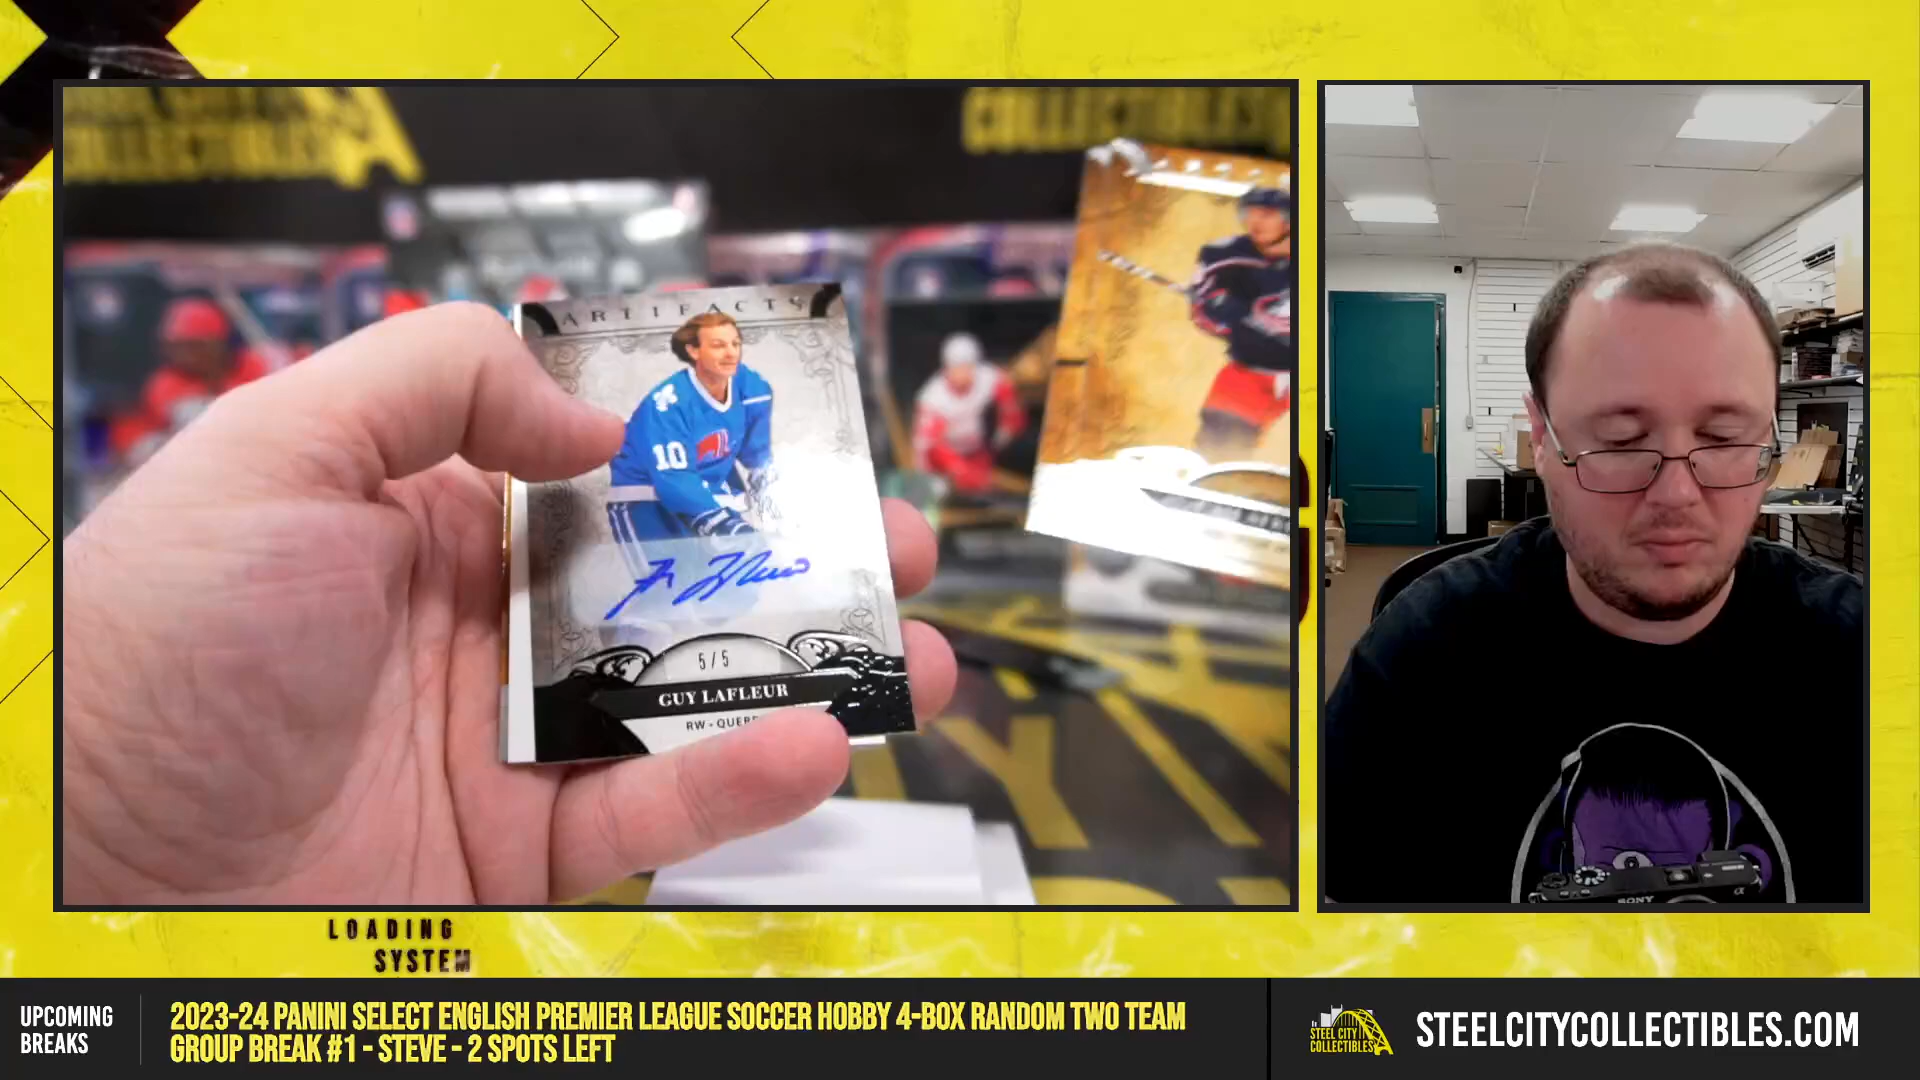 COLLECTIBLES
COLLECTIBLES
ARTIFACTS
10
5/5
GUY LAFLEUR
RW - QUEB
SONY
LOADING
SYSTEM
UPCOMING
BREAKS
2023-24 PANINI SELECT ENGLISH PREMIER LEAGUE SOCCER HOBBY 4-BOX RANDOM TWO TEAM
GROUP BREAK #1 - STEVE - 2 SPOTS LEFT
STEEL CITY
COLLECTIBLES
STEELCITYCOLLECTIBLES.COM